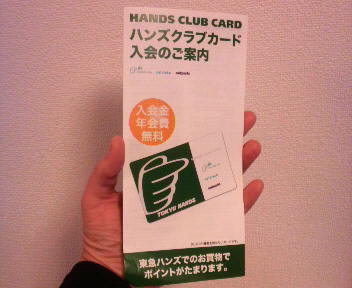 HANDS CLUB CARD
ハンズクラブカード
入会のご案内
入会金
年会費
無料
TOKYU HANDS
東急ハンズでのお買物で
ポイントがたまります。